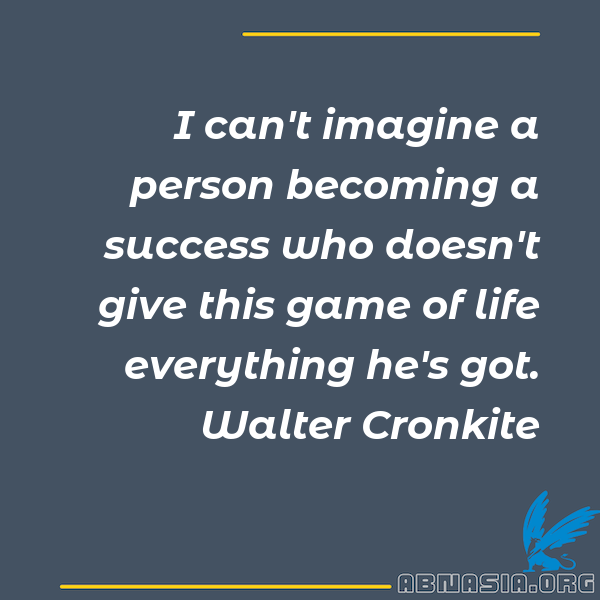 I can't imagine a
person becoming a
success who doesn't
give this game of life
everything he's got.
Walter Cronkite
ABNASIA.ORG